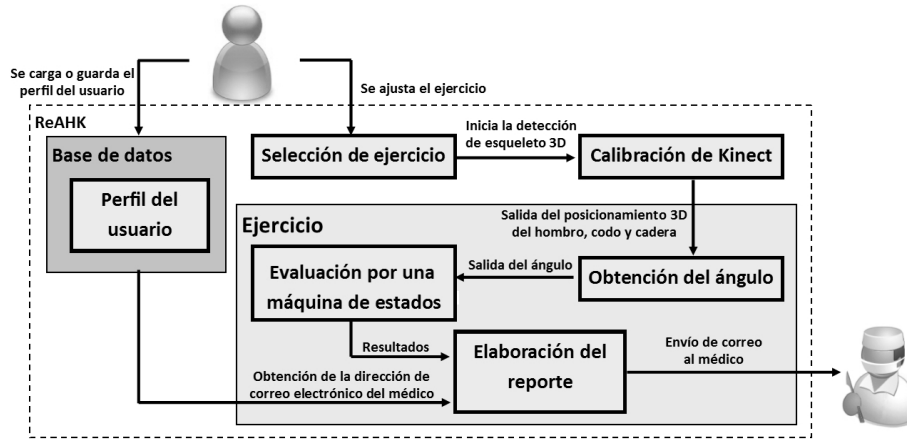 Se carga o guarda el
perfil del usuario
Se ajusta el ejercicio
ReAHK
Base de datos
Perfil del
usuario
Selección de ejercicio
Inicia la detección
de esqueleto 3D
Calibración de Kinect
Salida del posicionamiento 3D
del hombro, codo y cadera
Ejercicio
Evaluación por una
máquina de estados
Salida del ángulo
Obtención del ángulo
Resultados
Elaboración del
reporte
Envío de correo
al médico
Obtención de la dirección de
correo electrónico del médico